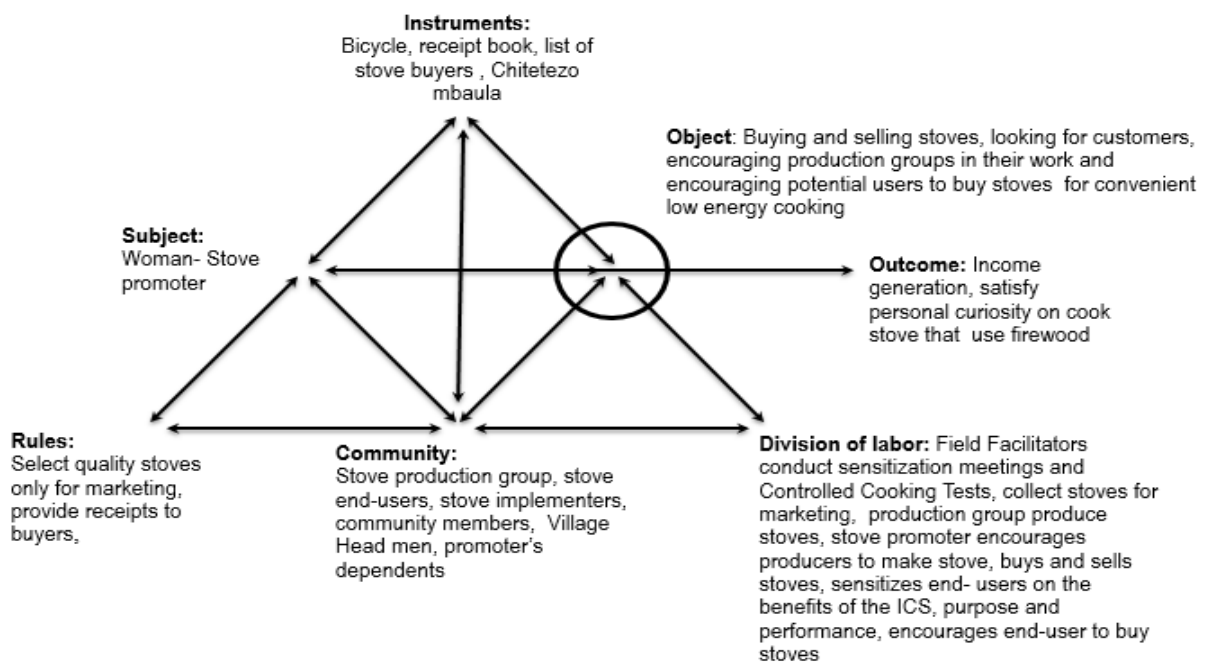 Instruments:
Bicycle, receipt book, list of
stove buyers , Chitetezo
mbaula
Object: Buying and selling stoves, looking for customers,
encouraging production groups in their work and
encouraging potential users to buy stoves for convenient
low energy cooking
Subject:
Woman- Stove
promoter
Outcome: Income
generation, satisfy
personal curiosity on cook
stove that use firewood
Rules:
Select quality stoves
only for marketing,
provide receipts to
buyers,
Community:
Stove production group, stove
end-users, stove implementers,
community members, Village
Head men, promoter's
dependents
Division of labor: Field Facilitators
conduct sensitization meetings and
Controlled Cooking Tests, collect stoves for
marketing, production group produce
stoves, stove promoter encourages
producers to make stove, buys and sells
stoves, sensitizes end- users on the
benefits of the ICS, purpose and
performance, encourages end-user to buy
stoves